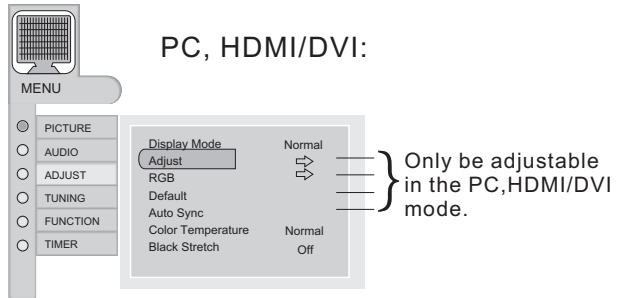 PC, HDMI/DVI:
MENU
PICTURE
AUDIO
ADJUST
TUNING
FUNCTION
TIMER
Display Mode Normal
Adjust
RGB
Default
Auto Sync
Color Temperature Normal
Black Stretch Off
Only be adjustable
in the PC,HDMI/DVI
mode.